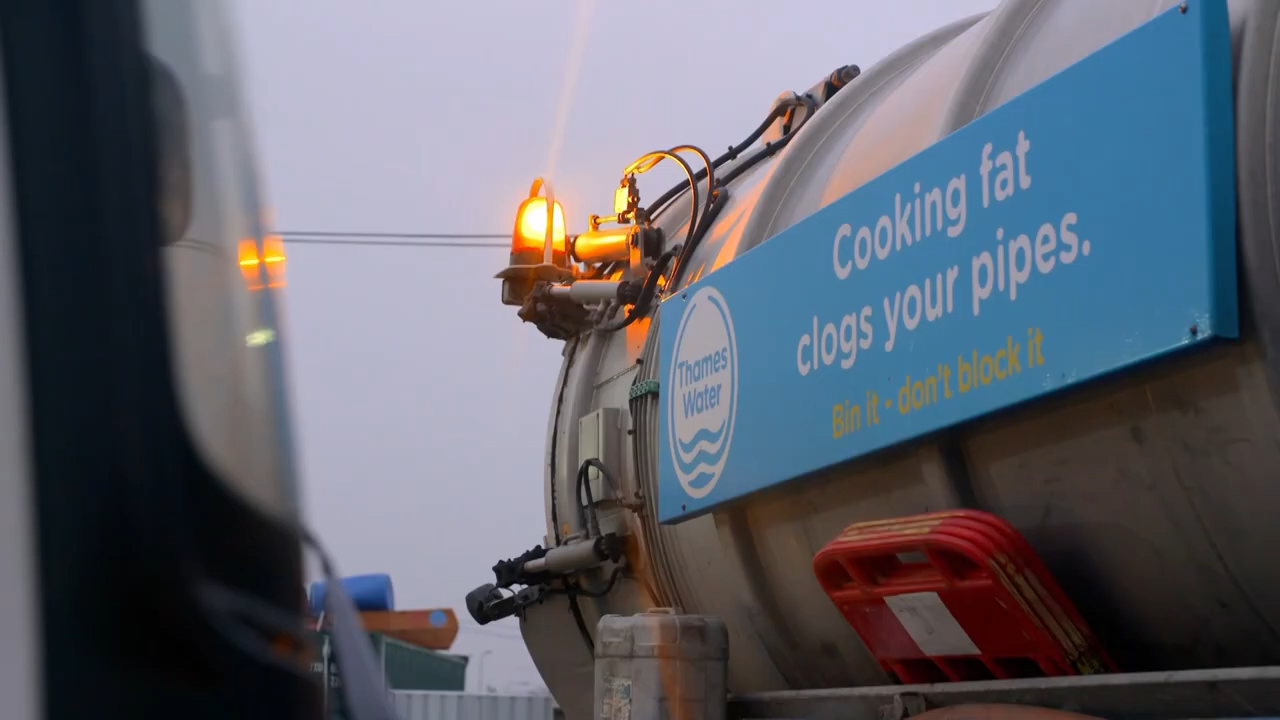 Cooking fat
clogs your pipes.
Bin it - don't block it
Thames
Water